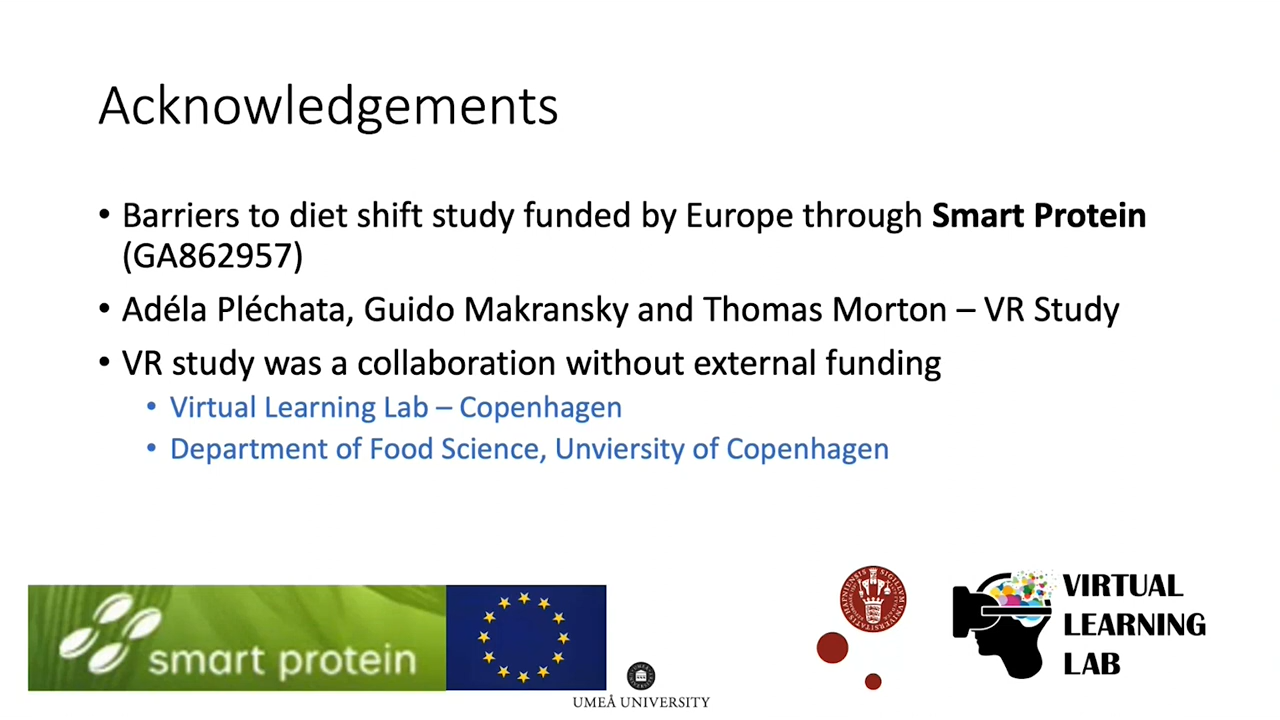 Acknowledgements
• Barriers to diet shift study funded by Europe through Smart Protein
(GA862957)
• Adéla Pléchata, Guido Makransky and Thomas Morton – VR Study
• VR study was a collaboration without external funding
• Virtual Learning Lab – Copenhagen
• Department of Food Science, Unviersity of Copenhagen
smart protein
UMEÅ UNIVERSITY
VIRTUAL
LEARNING
LAB